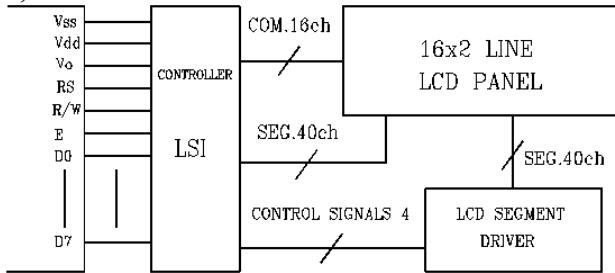 Vss
Vdd
Vo
RS
R/W
E
D0
D7
CONTROLLER
LSI
COM.16ch
SEG.40ch
CONTROL SIGNALS 4
16x2 LINE
LCD PANEL
SEG.40ch
LCD SEGMENT
DRIVER